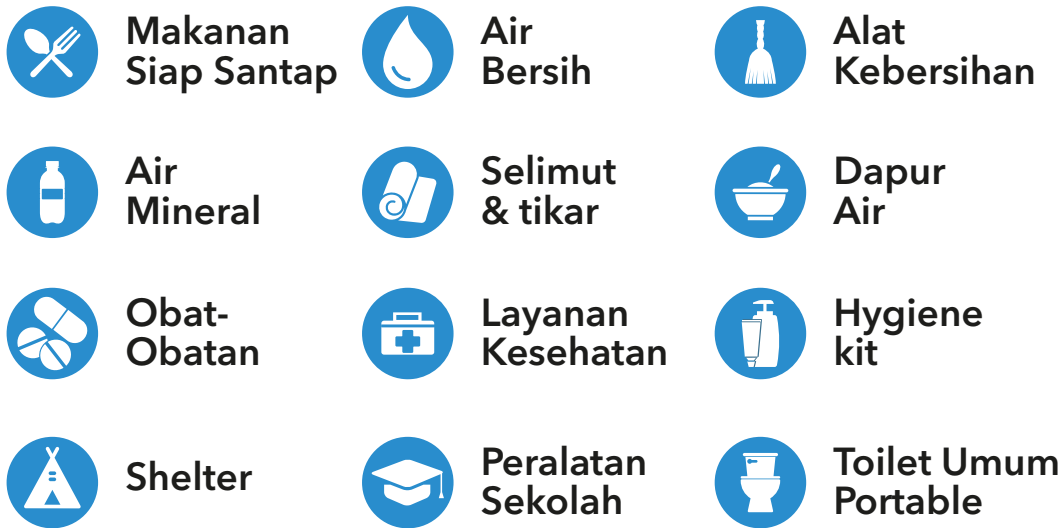 Makanan
Siap Santap
Air
Bersih
Alat
Kebersihan
Air
Mineral
Selimut
& tikar
Dapur
Air
Obat-
Obatan
Layanan
Kesehatan
Hygiene
kit
Shelter
Peralatan
Sekolah
Toilet Umum
Portable